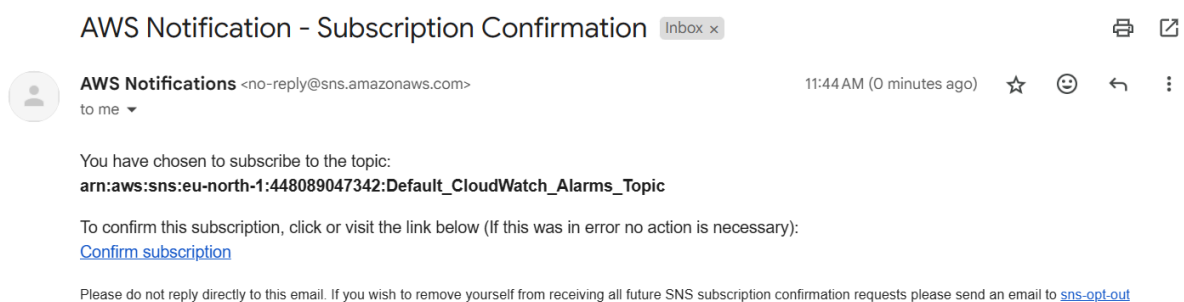 AWS Notification - Subscription Confirmation Inbox x
AWS Notifications <no-reply@sns.amazonaws.com> 11:44 AM (0 minutes ago)
to me
You have chosen to subscribe to the topic:
arn:aws:sns:eu-north-1:448089047342:Default_CloudWatch_Alarms_Topic
To confirm this subscription, click or visit the link below (If this was in error no action is necessary):
Confirm subscription
Please do not reply directly to this email. If you wish to remove yourself from receiving all future SNS subscription confirmation requests please send an email to sns-opt-out